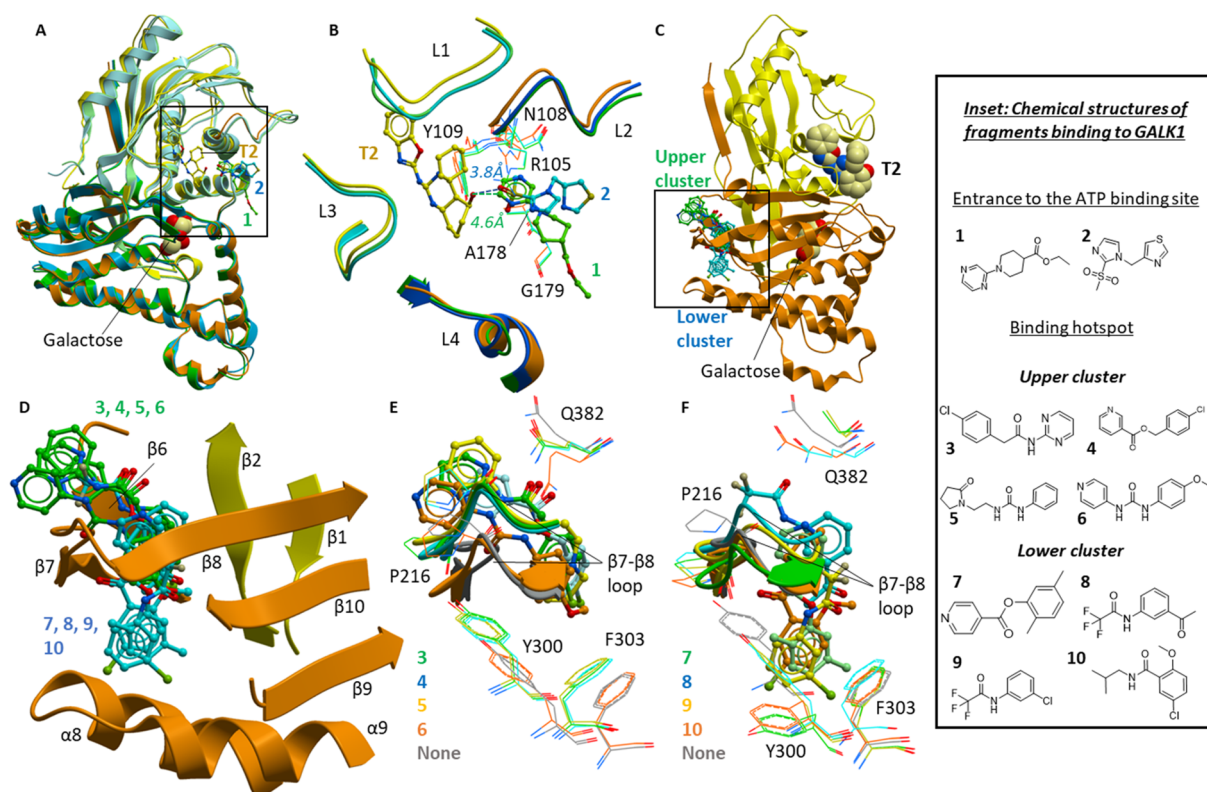 A
T2
2
1
Galactose
B
L1
N108
L2
Y109
T2
R105
3.8Å
2
L3
4.6Å
A178
1
G179
L4
C
Upper
cluster
T2
Lower
cluster
Galactose
D
3, 4, 5, 6
β6
β2
β1
β7
β8
β10
7, 8, 9,
10
β9
α8
α9
E
Q382
P216
β7-β8
loop
Y300
F303
3
4
5
6
None
F
Q382
P216
β7-β8
loop
7
8
9
10
None
F303
Y300
Inset: Chemical structures of
fragments binding to GALK1
Entrance to the ATP binding site
1
2
N
N
N
O
O
N
N
S
O
O
S
N
Binding hotspot
Upper cluster
Cl
O
N
H
N
N
3
N
O
O
Cl
4
O
N
N
H
O
N
H
5
N
O
N
H
N
H
O
6
Lower cluster
7
N
O
O
8
F
F
F
O
N
H
O
9
F
F
F
O
N
H
Cl
10
N
H
O
O
Cl